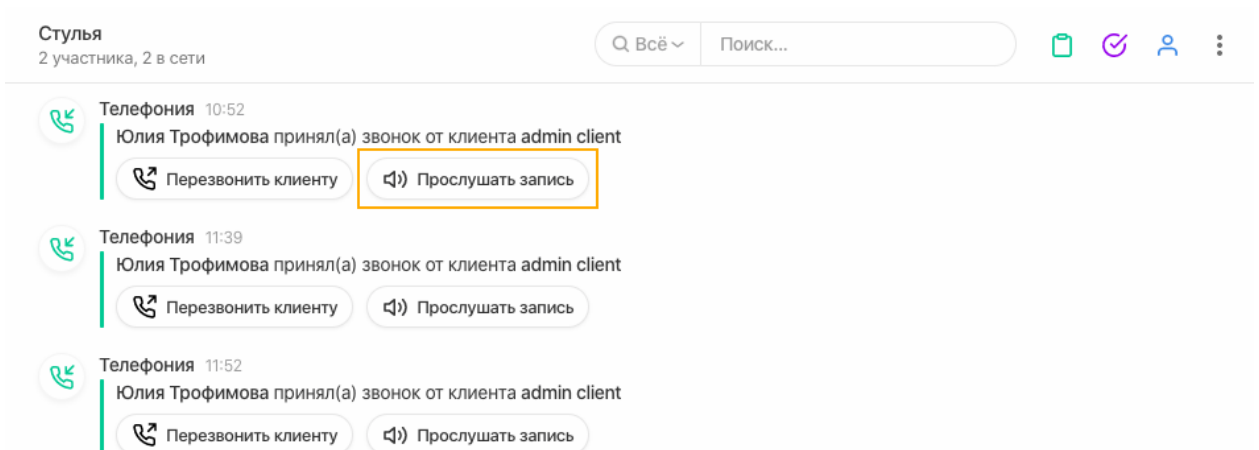 Стулья
2 участника, 2 в сети
Всё
Поиск...
Телефония 10:52
Юлия Трофимова принял(а) звонок от клиента admin client
Перезвонить клиенту Прослушать запись
Телефония 11:39
Юлия Трофимова принял(а) звонок от клиента admin client
Перезвонить клиенту Прослушать запись
Телефония 11:52
Юлия Трофимова принял(а) звонок от клиента admin client
Перезвонить клиенту Прослушать запись